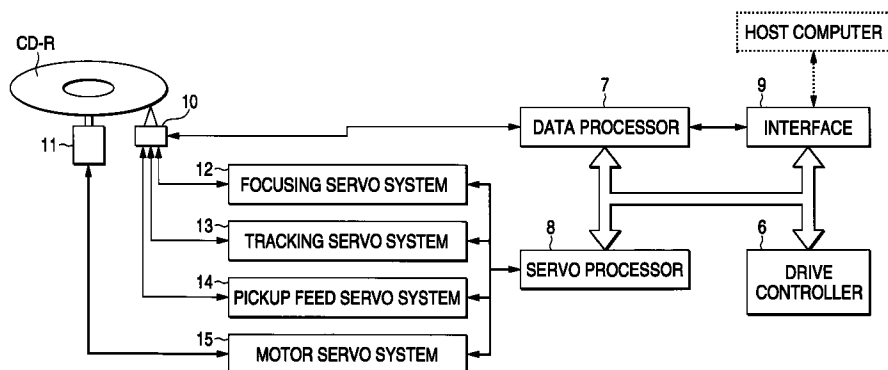 HOST COMPUTER
CD-R
10
11
7
DATA PROCESSOR
9
INTERFACE
12
FOCUSING SERVO SYSTEM
13
TRACKING SERVO SYSTEM
8
SERVO PROCESSOR
6
DRIVE
CONTROLLER
14
PICKUP FEED SERVO SYSTEM
15
MOTOR SERVO SYSTEM